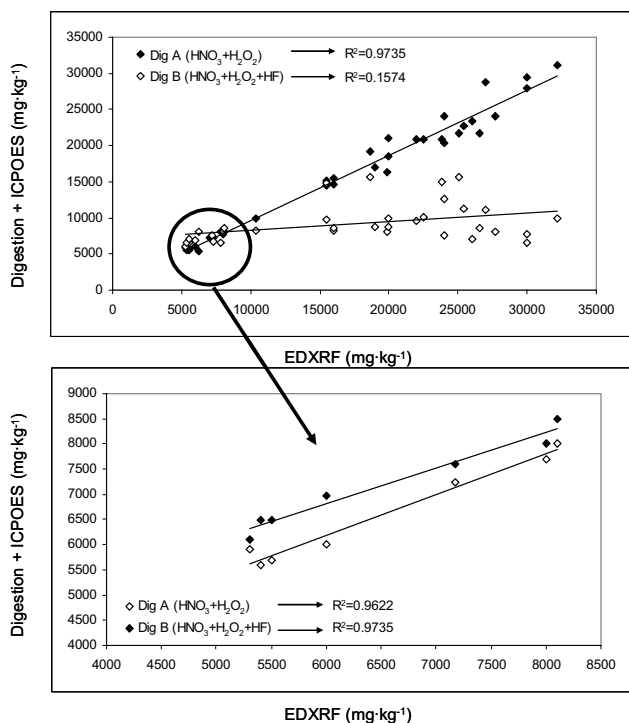 35000
30000
25000
20000
15000
10000
5000
0
Digestion + ICPOES (mg·kg-1)
Dig A (HNO3+H2O2) R2=0.9735
Dig B (HNO3+H2O2+HF) R2=0.1574
0 5000 10000 15000 20000 25000 30000 35000
EDXRF (mg·kg-1)
9000
8500
8000
7500
7000
6500
6000
5500
5000
4500
4000
Digestion + ICPOES (mg·kg-1)
Dig A (HNO3+H2O2) R2=0.9622
Dig B (HNO3+H2O2+HF) R2=0.9735
4000 4500 5000 5500 6000 6500 7000 7500 8000 8500
EDXRF (mg·kg-1)